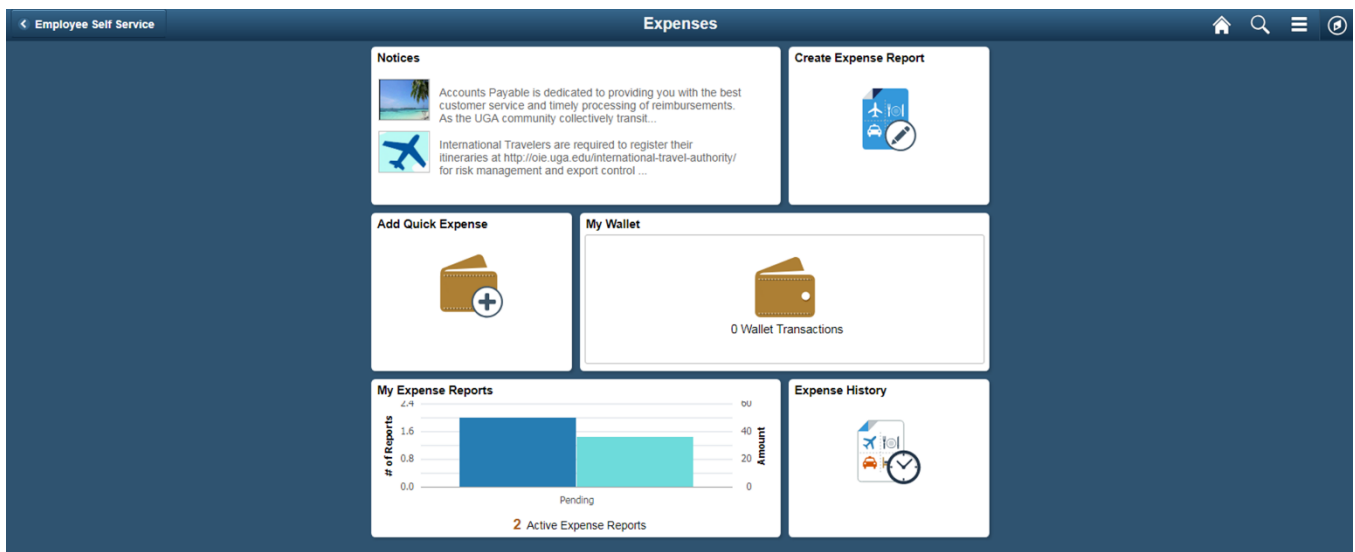 Employee Self Service
Expenses
Notices
Accounts Payable is dedicated to providing you with the best
customer service and timely processing of reimbursements.
As the UGA community collectively transit...
International Travelers are required to register their
itineraries at http://oie.uga.edu/international-travel-authority/
for risk management and export control ...
Create Expense Report
Add Quick Expense
My Wallet
0 Wallet Transactions
My Expense Reports
# of Reports
2.4
1.6
0.8
0.0
60
40
20
0
Amount
Pending
2 Active Expense Reports
Expense History